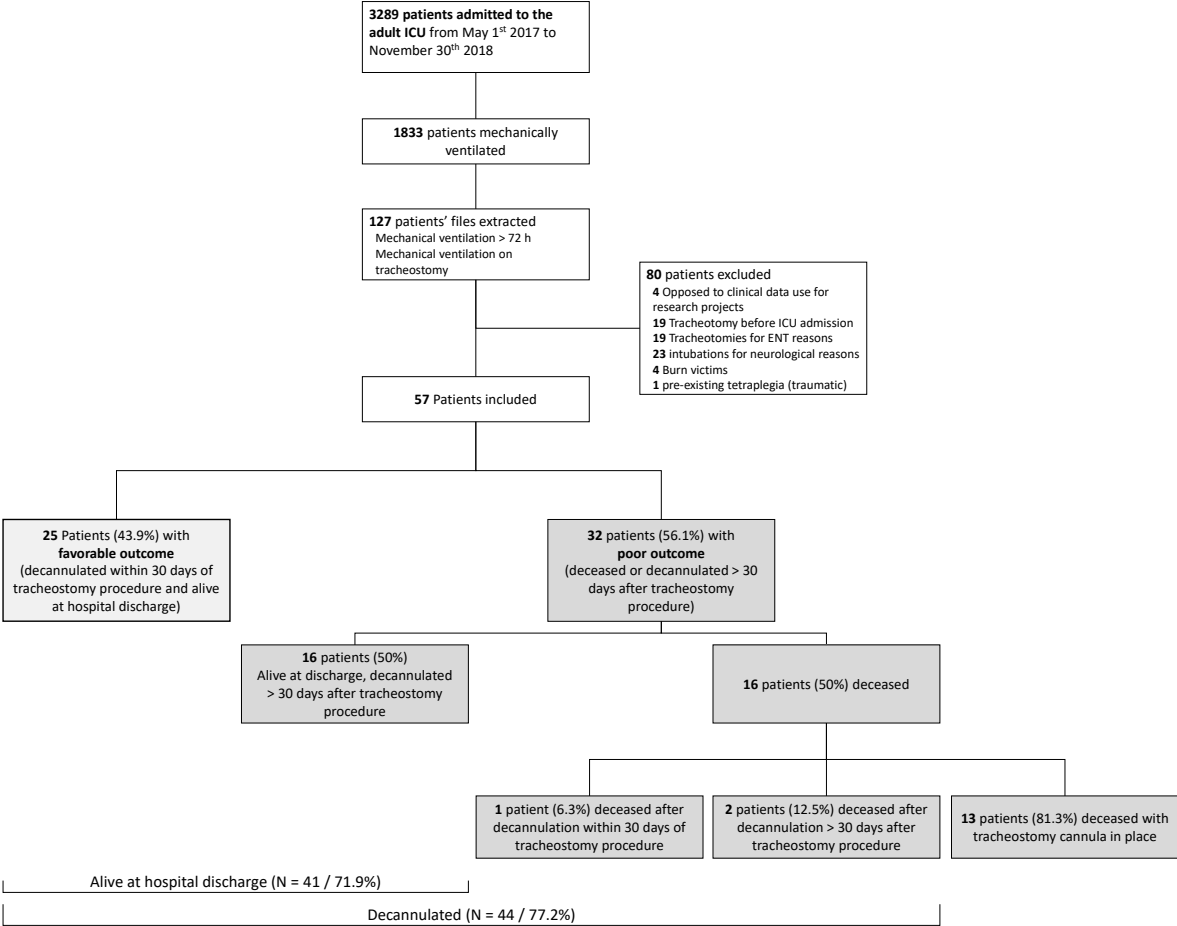 3289 patients admitted to the
adult ICU from May 1st 2017 to
November 30th 2018
1833 patients mechanically
ventilated
127 patients’ files extracted
Mechanical ventilation > 72 h
Mechanical ventilation on
tracheostomy
80 patients excluded
4 Opposed to clinical data use for
research projects
19 Tracheotomy before ICU admission
19 Tracheotomies for ENT reasons
23 intubations for neurological reasons
4 Burn victims
1 pre-existing tetraplegia (traumatic)
57 Patients included
25 Patients (43.9%) with
favorable outcome
(decannulated within 30 days of
tracheostomy procedure and alive
at hospital discharge)
32 patients (56.1%) with
poor outcome
(deceased or decannulated > 30
days after tracheostomy
procedure)
16 patients (50%)
Alive at discharge, decannulated
> 30 days after tracheostomy
procedure
16 patients (50%) deceased
1 patient (6.3%) deceased after
decannulation within 30 days of
tracheostomy procedure
2 patients (12.5%) deceased after
decannulation > 30 days after
tracheostomy procedure
13 patients (81.3%) deceased with
tracheostomy cannula in place
Alive at hospital discharge (N = 41 / 71.9%)
Decannulated (N = 44 / 77.2%)